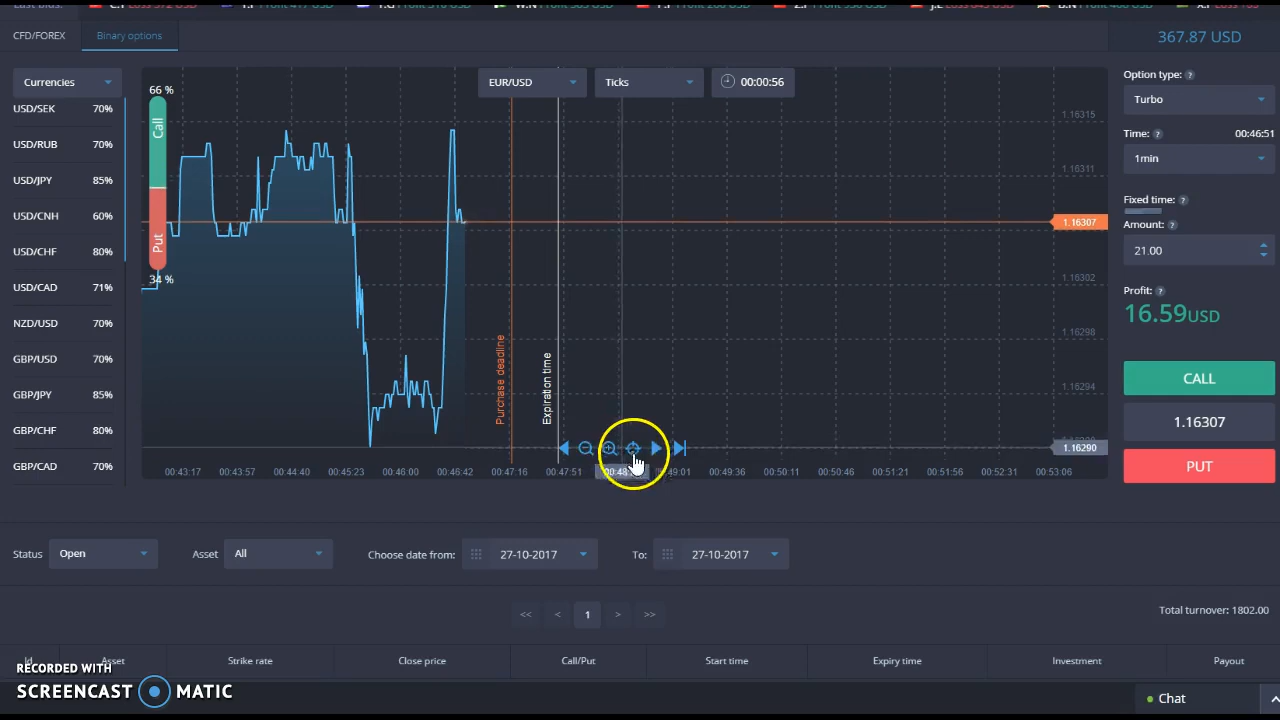 CFD/FOREX Binary options 367.87 USD
Currencies
USD/SEK 70%
USD/RUB 70%
USD/JPY 85%
USD/CNH 60%
USD/CHF 80%
USD/CAD 71%
NZD/USD 70%
GBP/USD 70%
GBP/JPY 85%
GBP/CHF 80%
GBP/CAD 70%
66 %
Call
Put
34 %
EUR/USD Ticks 00:00:56
Purchase deadline
Expiration time
1.16315
1.16311
1.16307
1.16302
1.16298
1.16294
1.16290
00:43:17 00:43:57 00:44:40 00:45:23 00:46:00 00:46:42 00:47:16 00:47:51 00:48 00:49:01 00:49:36 00:50:11 00:50:46 00:51:21 00:51:56 00:52:31 00:53:06
Option type: ?
Turbo
Time: ? 00:46:51
1min
Fixed time: ?
Amount: ?
21.00
Profit: ?
16.59USD
CALL
1.16307
PUT
Status Open Asset All Choose date from: 27-10-2017 To: 27-10-2017
<< < 1 > >>
Total turnover: 1802.00
Asset Strike rate Close price Call/Put Start time Expiry time Investment Payout
RECORDED WITH
SCREENCAST MATIC
Chat